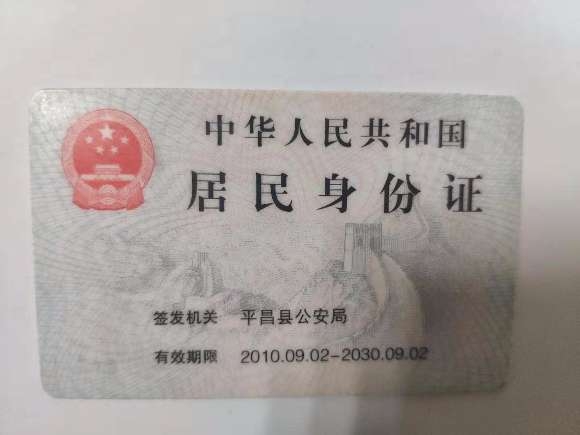 中华人民共和国
居民身份证
签发机关 平昌县公安局
有效期限 2010.09.02-2030.09.02